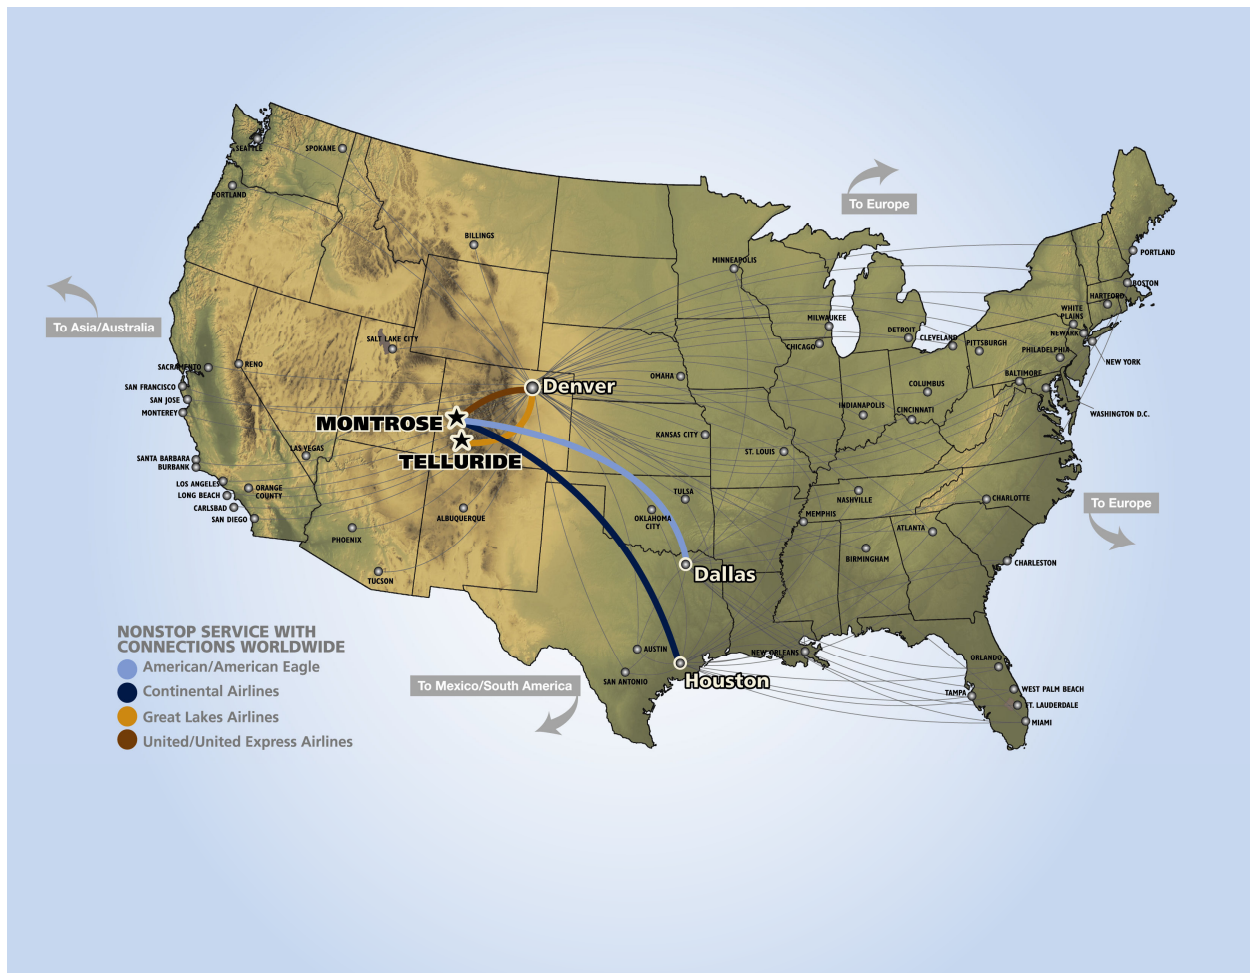 SEATTLE
SPOKANE
PORTLAND
BILLINGS
MINNEAPOLIS
To Europe
PORTLAND
BOSTON
HARTFORD
WHITE
PLAINS
NEWARK
NEW YORK
To Asia/Australia
MILWAUKEE
CHICAGO
DETROIT
CLEVELAND
PITTSBURGH
PHILADELPHIA
BALTIMORE
WASHINGTON D.C.
SALT LAKE CITY
SACRAMENTO
RENO
SAN FRANCISCO
SAN JOSE
MONTEREY
Denver
OMAHA
COLUMBUS
INDIANAPOLIS
CINCINNATI
MONTROSE
TELLURIDE
KANSAS CITY
ST. LOUIS
LAS VEGAS
SANTA BARBARA
BURBANK
LOS ANGELES
ORANGE
COUNTY
LONG BEACH
CARLSBAD
SAN DIEGO
PHOENIX
TUCSON
ALBUQUERQUE
TULSA
OKLAHOMA
CITY
NASHVILLE
MEMPHIS
CHARLOTTE
ATLANTA
BIRMINGHAM
CHARLESTON
To Europe
Dallas
AUSTIN
SAN ANTONIO
Houston
NEW ORLEANS
ORLANDO
TAMPA
WEST PALM BEACH
FT. LAUDERDALE
MIAMI
To Mexico/South America
NONSTOP SERVICE WITH
CONNECTIONS WORLDWIDE
American/American Eagle
Continental Airlines
Great Lakes Airlines
United/United Express Airlines